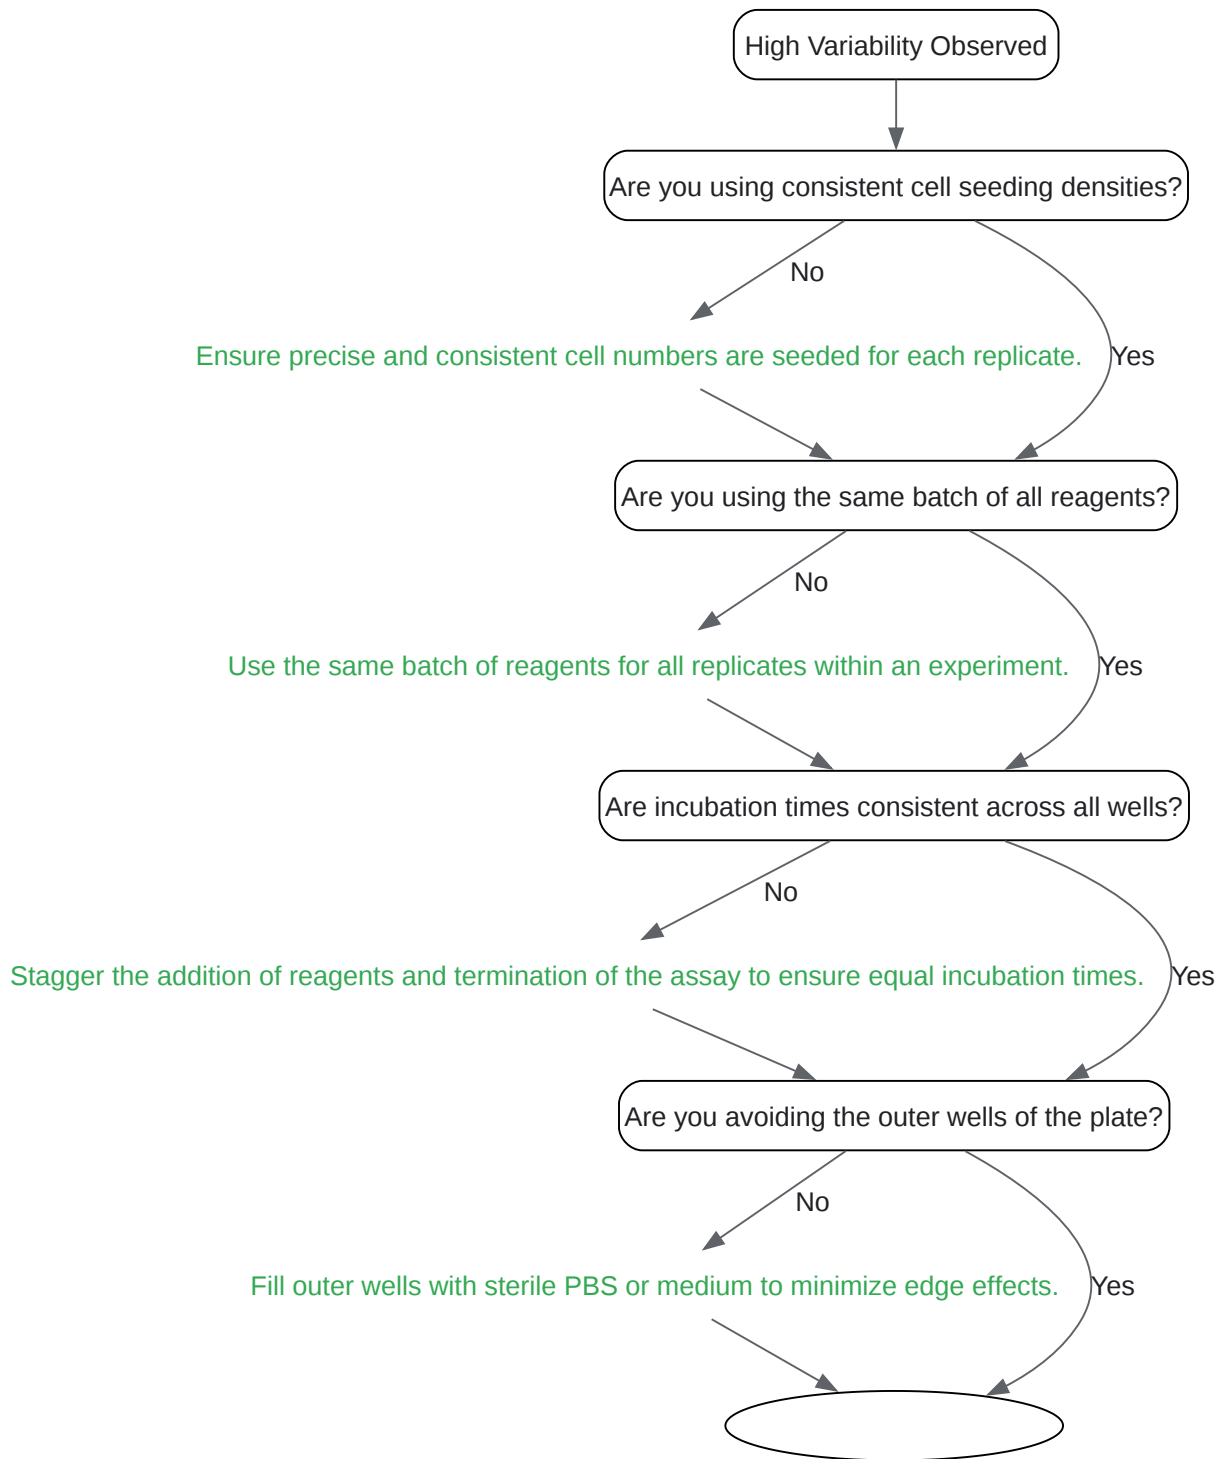 High Variability Observed
Are you using consistent cell seeding densities?
No
Ensure precise and consistent cell numbers are seeded for each replicate.
Yes
Are you using the same batch of all reagents?
No
Use the same batch of reagents for all replicates within an experiment.
Yes
Are incubation times consistent across all wells?
No
Stagger the addition of reagents and termination of the assay to ensure equal incubation times.
Yes
Are you avoiding the outer wells of the plate?
No
Fill outer wells with sterile PBS or medium to minimize edge effects.
Yes